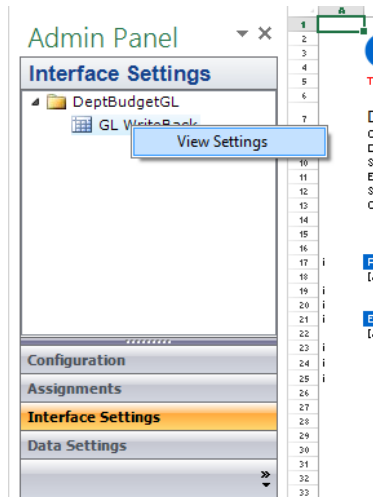 Admin Panel
Interface Settings
DeptBudgetGL
GL WriteBack
View Settings
Configuration
Assignments
Interface Settings
Data Settings
A
1
2
3
4
5
T
6
7
10
11
12
13
14
15
16
17 i
18
19 i
20 i
21 i
22
23 i
24 i
25 i
26
27
28
29
30
31
32
33